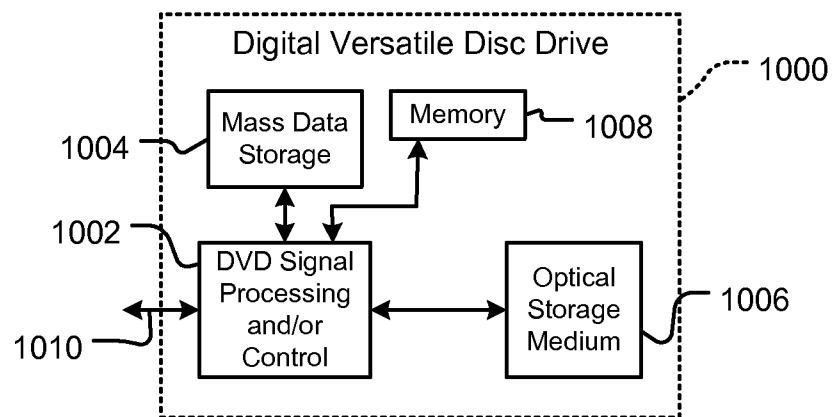 Digital Versatile Disc Drive
1000
Mass Data
Storage
1004
Memory
1008
1002
DVD Signal
Processing
and/or
Control
Optical
Storage
Medium
1006
1010